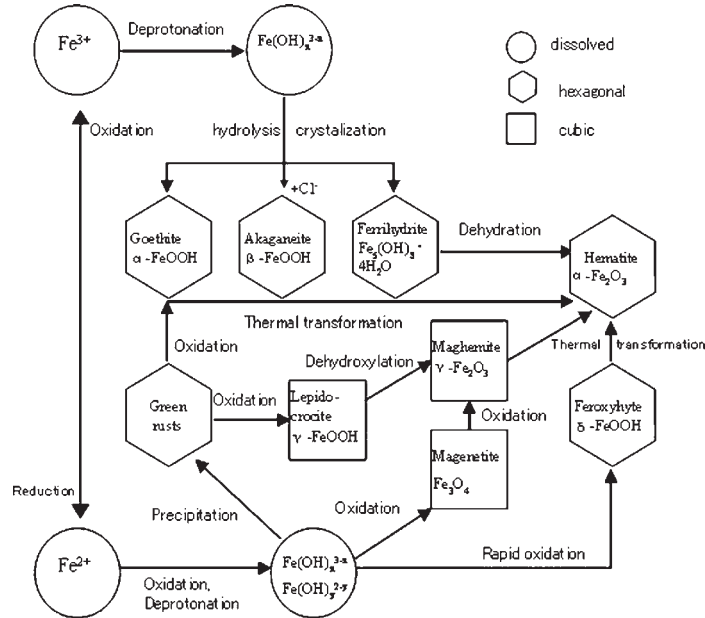 Fe3+
Deprotonation
Fe(OH)x3-x
dissolved
hexagonal
cubic
Oxidation
hydrolysis
crystalization
+Cl-
Goethite
α -FeOOH
Akaganeite
β -FeOOH
Ferrihydrite
Fe5(OH)3 ·
4H2O
Dehydration
Hematite
α -Fe2O3
Thermal transformation
Oxidation
Dehydroxylation
Maghemite
γ -Fe2O3
Thermal transformation
Green
rusts
Oxidation
Lepido-
crocite
γ -FeOOH
Oxidation
Feroxyhyte
δ -FeOOH
Magenetite
Fe3O4
Reduction
Precipitation
Oxidation
Rapid oxidation
Fe2+
Oxidation,
Deprotonation
Fe(OH)x3-x
Fe(OH)y2-y